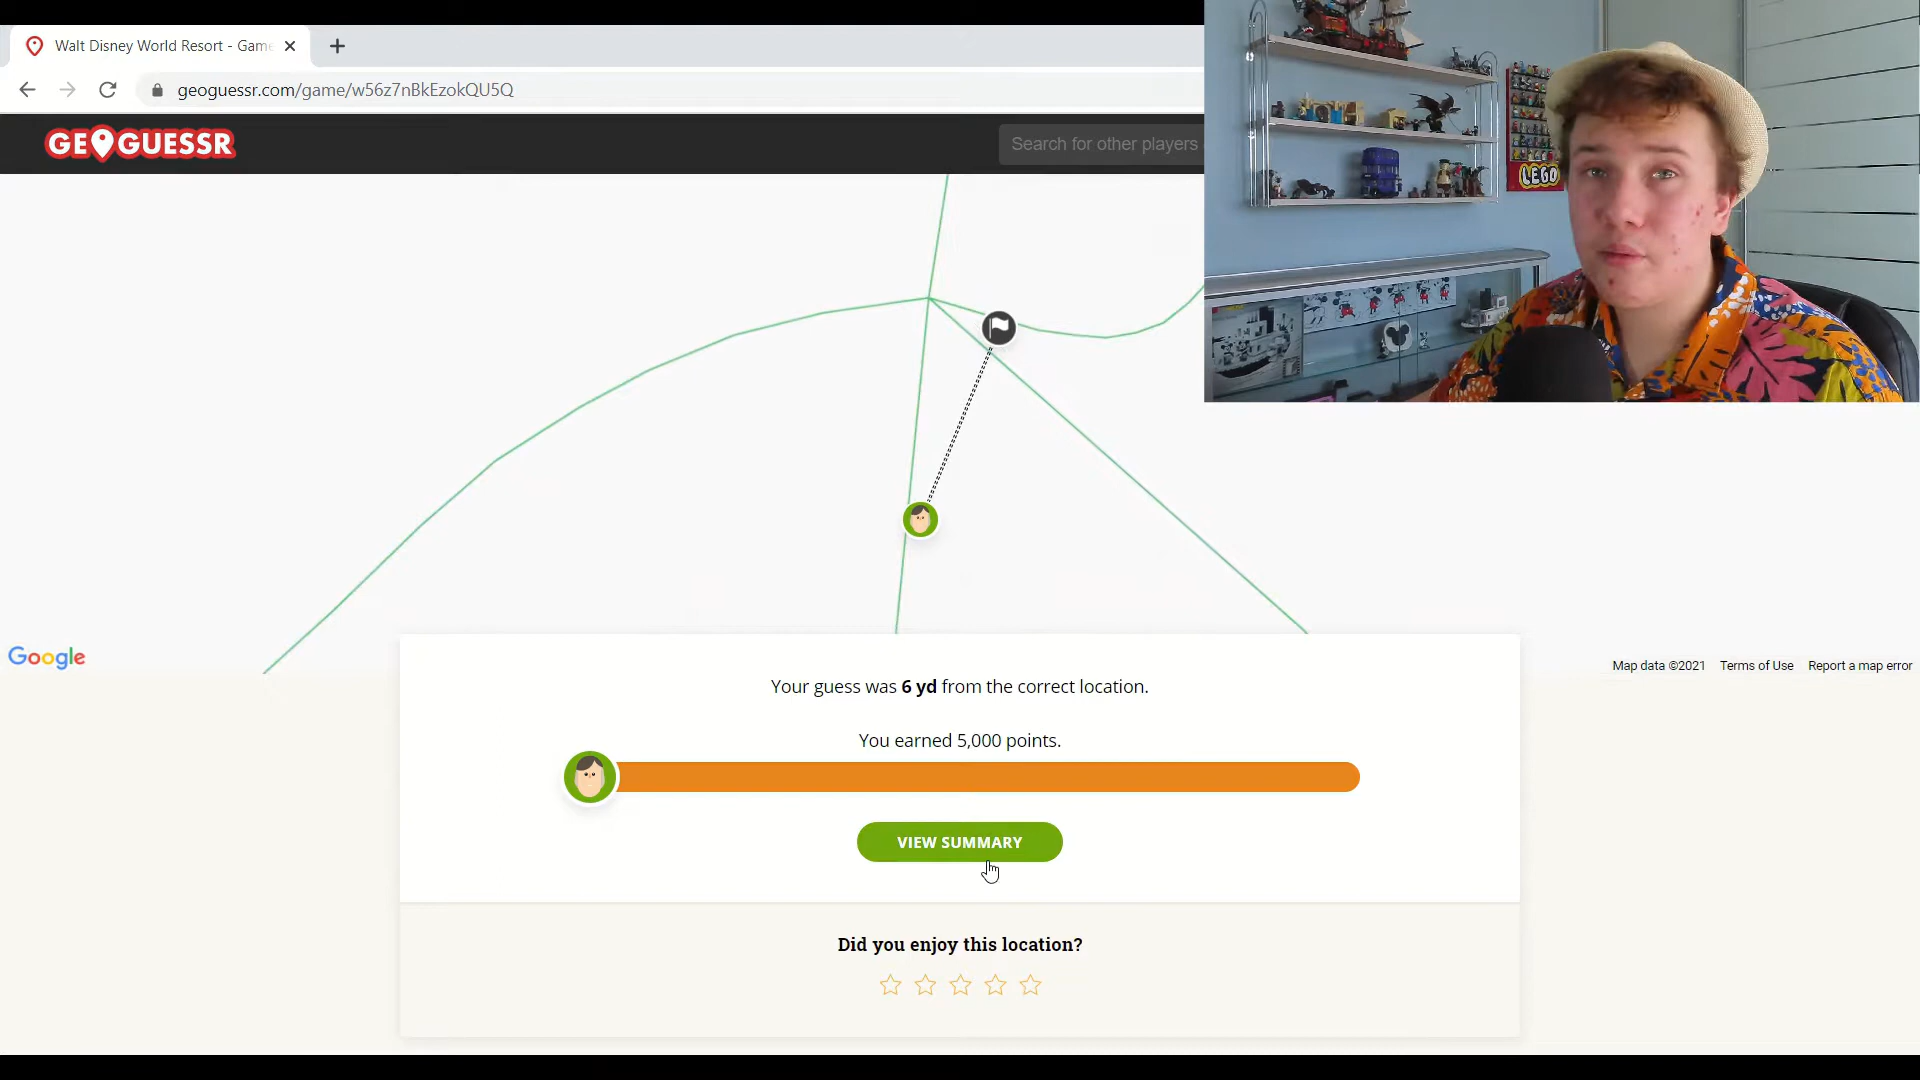 Walt Disney World Resort - Game
geoguessr.com/game/w56z7nBkEzokQU5Q
GEOGUESSR
Search for other players
LEGO
Google
Map data ©2021 Terms of Use Report a map error
Your guess was 6 yd from the correct location.
You earned 5,000 points.
VIEW SUMMARY
Did you enjoy this location?